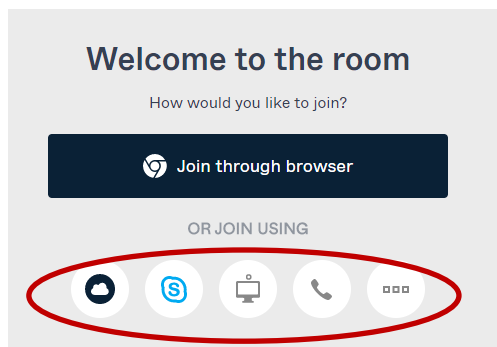 Welcome to the room
How would you like to join?
Join through browser
OR JOIN USING